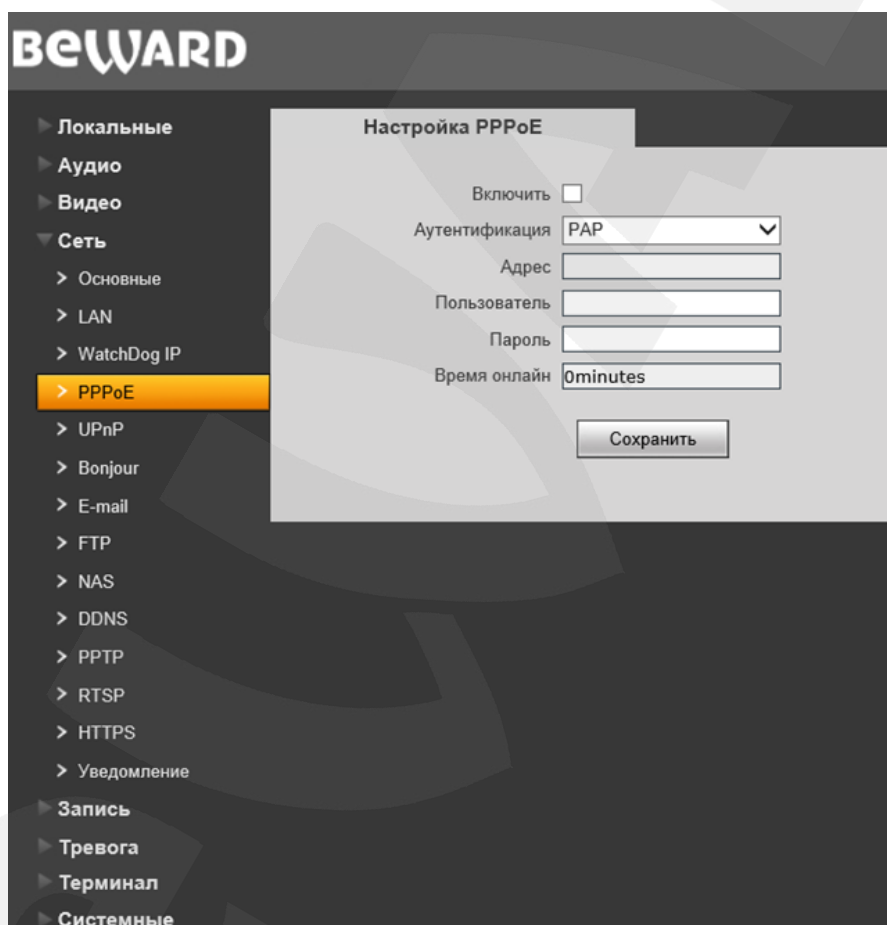 BEWARD
Локальные
Аудио
Видео
Сеть
Основные
LAN
WatchDog IP
PPPoE
UPnP
Bonjour
E-mail
FTP
NAS
DDNS
PPTP
RTSP
HTTPS
Уведомление
Запись
Тревога
Терминал
Системные
Настройка PPPoE
Включить
Аутентификация PAP
Адрес
Пользователь
Пароль
Время онлайн 0minutes
Сохранить